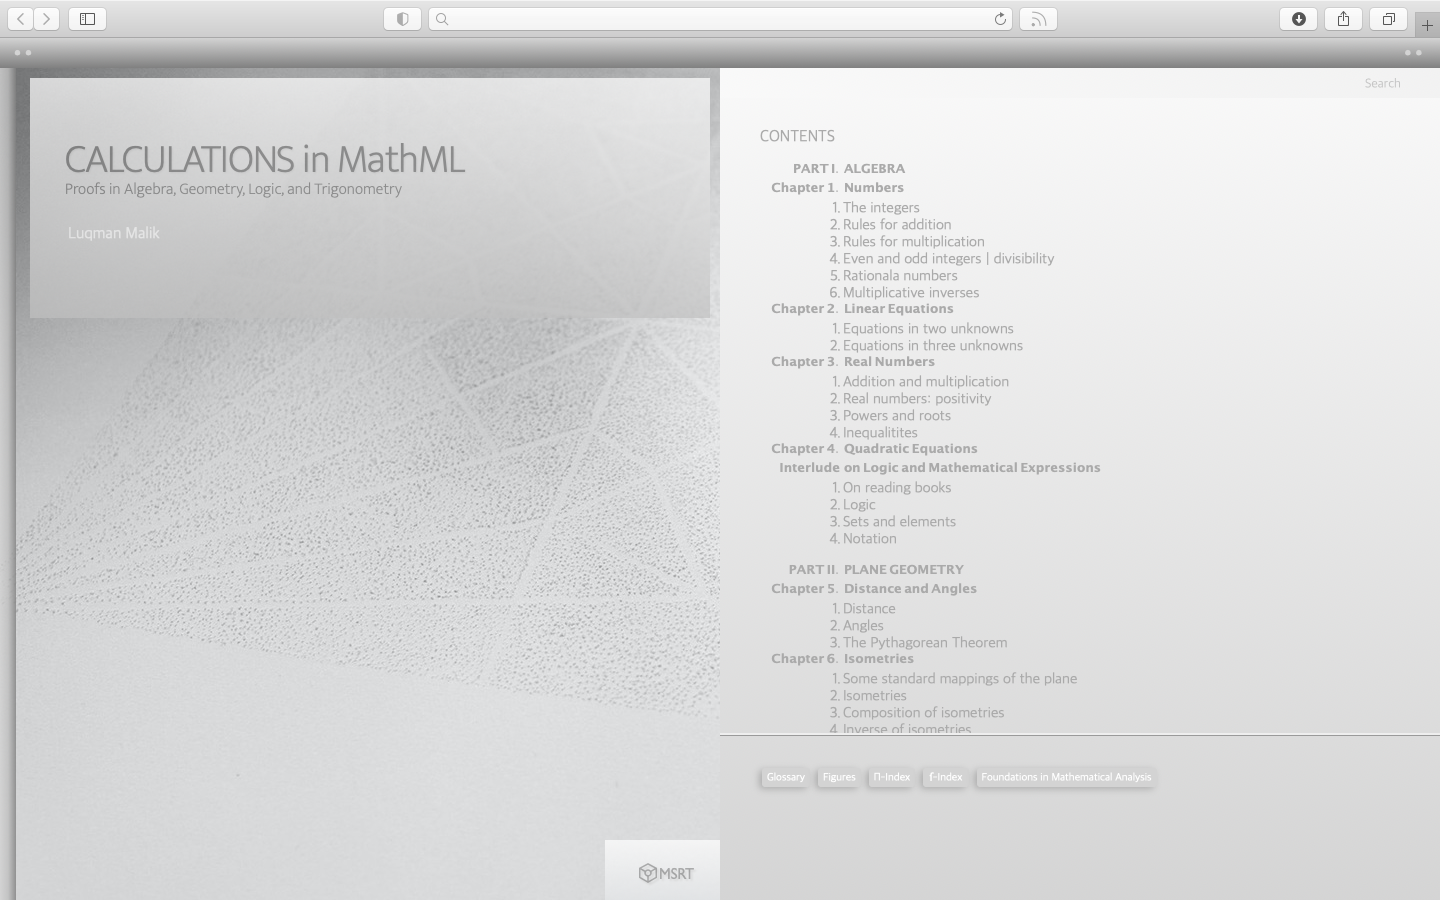 CALCULATIONS in MathML
Proofs in Algebra, Geometry, Logic, and Trigonometry
Luqman Malik
MSRT
Search
CONTENTS
PART I. ALGEBRA
Chapter 1. Numbers
1. The integers
2. Rules for addition
3. Rules for multiplication
4. Even and odd integers | divisibility
5. Rationala numbers
6. Multiplicative inverses
Chapter 2. Linear Equations
1. Equations in two unknowns
2. Equations in three unknowns
Chapter 3. Real Numbers
1. Addition and multiplication
2. Real numbers: positivity
3. Powers and roots
4. Inequalitites
Chapter 4. Quadratic Equations
Interlude on Logic and Mathematical Expressions
1. On reading books
2. Logic
3. Sets and elements
4. Notation
PART II. PLANE GEOMETRY
Chapter 5. Distance and Angles
1. Distance
2. Angles
3. The Pythagorean Theorem
Chapter 6. Isometries
1. Some standard mappings of the plane
2. Isometries
3. Composition of isometries
4. Inverse of isometries
Glossary Figures Π-Index f-Index Foundations in Mathematical Analysis